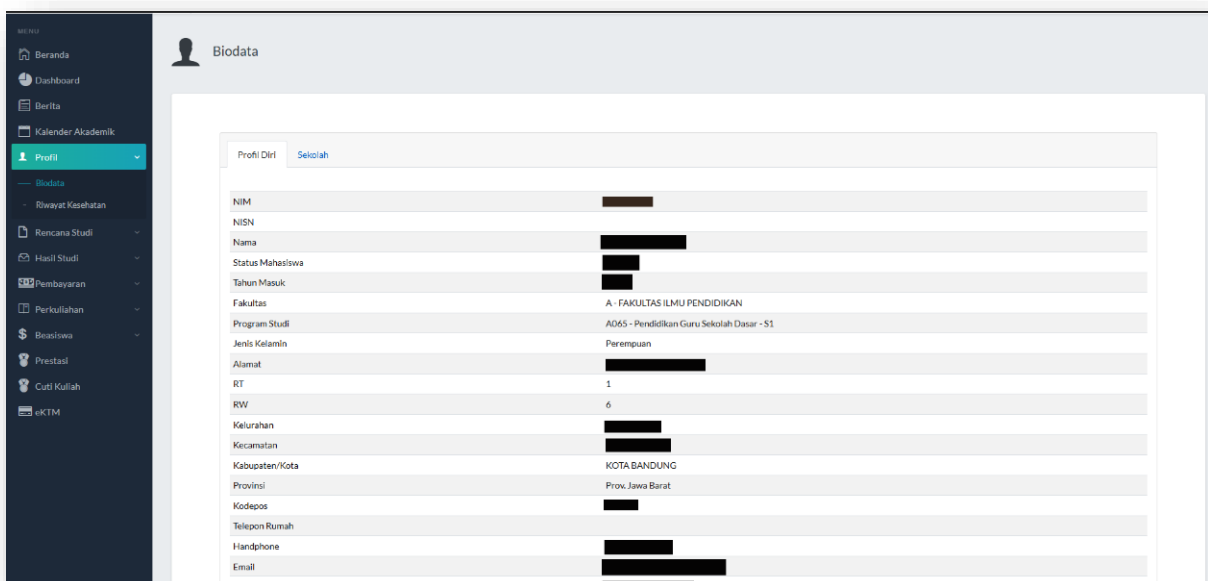 MENU
Beranda
Dashboard
Berita
Kalender Akademik
Profil
Biodata
Riwayat Kesehatan
Rencana Studi
Hasil Studi
Pembayaran
Perkuliahan
Beasiswa
Prestasi
Cuti Kuliah
eKTM
Biodata
Profil Diri Sekolah
NIM
NISN
Nama
Status Mahasiswa
Tahun Masuk
Fakultas A - FAKULTAS ILMU PENDIDIKAN
Program Studi A065 - Pendidikan Guru Sekolah Dasar - S1
Jenis Kelamin Perempuan
Alamat
RT 1
RW 6
Kelurahan
Kecamatan
Kabupaten/Kota KOTA BANDUNG
Provinsi Prov. Jawa Barat
Kodepos
Telepon Rumah
Handphone
Email